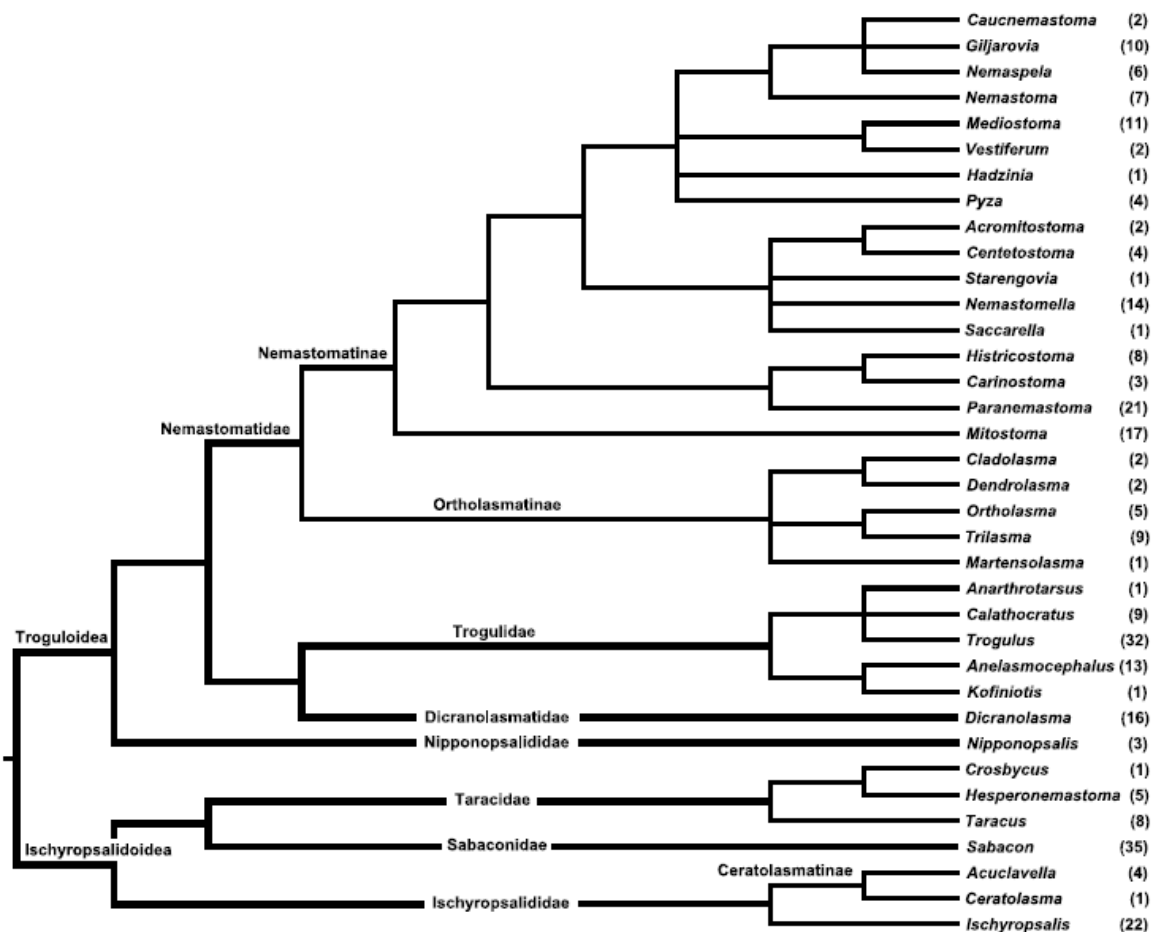 Caucnemastoma (2)
Giljarovia (10)
Nemaspela (6)
Nemastoma (7)
Mediostoma (11)
Vestiferum (2)
Hadzinia (1)
Pyza (4)
Acromitostoma (2)
Centetostoma (4)
Starengovia (1)
Nemastomella (14)
Saccarella (1)
Nemastomatinae
Histricostoma (8)
Carinostoma (3)
Paranemastoma (21)
Nemastomatidae
Mitostoma (17)
Cladolasma (2)
Dendrolasma (2)
Ortholasmatinae
Ortholasma (5)
Trilasma (9)
Martensolasma (1)
Anarthrotarsus (1)
Calathocratus (9)
Troguloidea
Trogulidae
Trogulus (32)
Anelasmocephalus (13)
Kofiniotis (1)
Dicranolasmatidae
Dicranolasma (16)
Nipponopsalididae
Nipponopsalis (3)
Crosbycus (1)
Hesperonemastoma (5)
Taracidae
Taracus (8)
Ischyropsalidoidea
Sabaconidae
Sabacon (35)
Ceratolasmatinae
Acuclavella (4)
Ceratolasma (1)
Ischyropsalididae
Ischyropsalis (22)